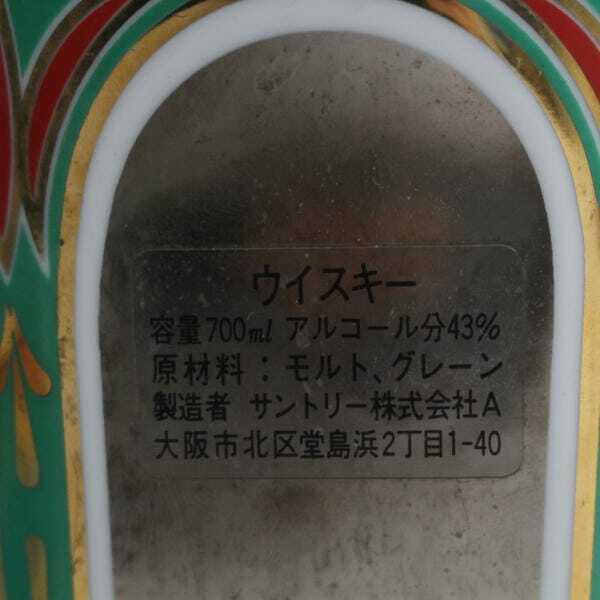 ウイスキー
容量700ml アルコール分43%
原材料：モルト、グレーン
製造者 サントリー株式会社A
大阪市北区堂島浜2丁目1-40